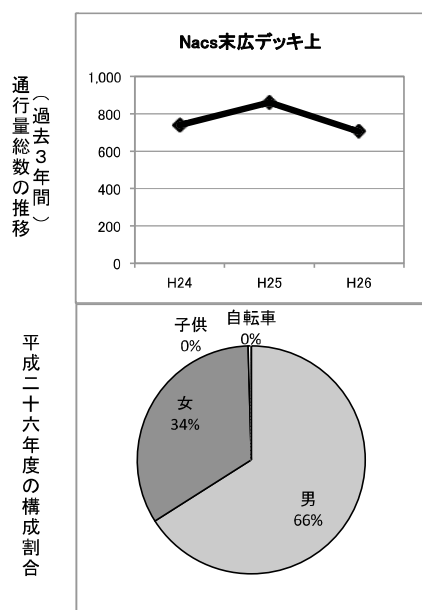 Nacs末広デッキ上
通行量総数の推移
（過去３年間）
1,000
800
600
400
200
0
H24
H25
H26
平成二十六年度の構成割合
子供
0%
自転車
0%
女
34%
男
66%